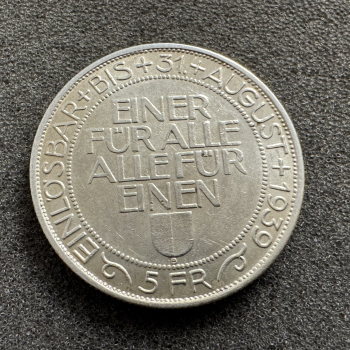 EINLÖSBAR + BIS + 31 + AUGUST + 1939
EINER
FÜR ALLE
ALLE FÜR
EINEN
B
5 FR